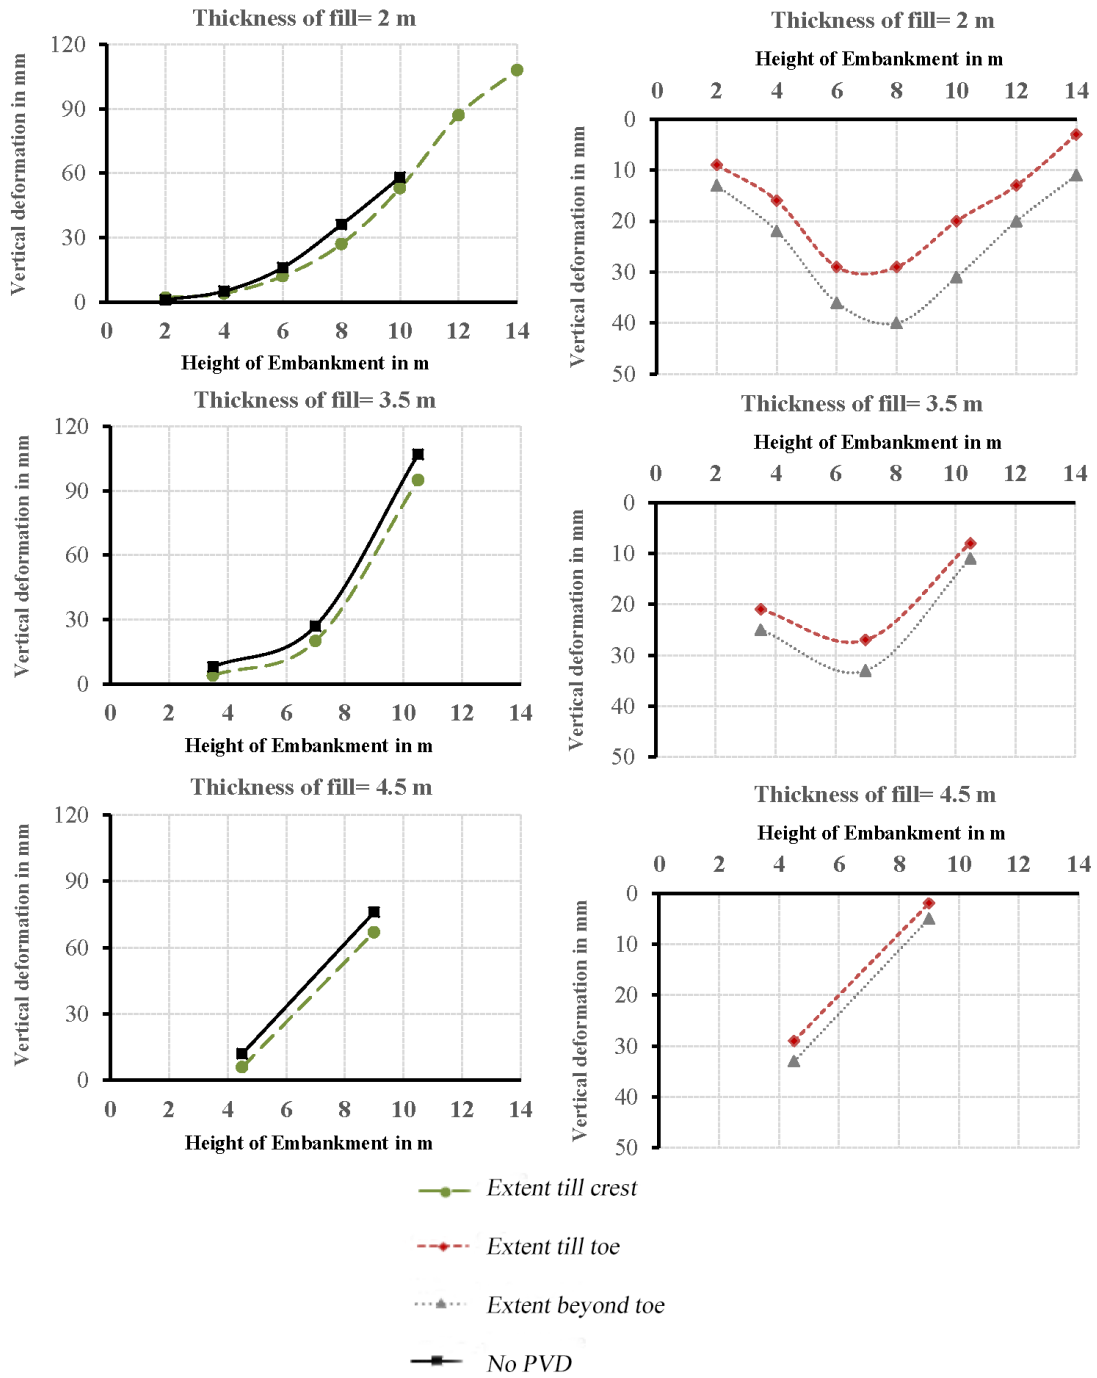 Thickness of fill= 2 m
Vertical deformation in mm
120
90
60
30
0
0 2 4 6 8 10 12 14
Height of Embankment in m
Thickness of fill= 2 m
Height of Embankment in m
0 2 4 6 8 10 12 14
Vertical deformation in mm
0
10
20
30
40
50
Thickness of fill= 3.5 m
Vertical deformation in mm
120
90
60
30
0
0 2 4 6 8 10 12 14
Height of Embankment in m
Thickness of fill= 3.5 m
Height of Embankment in m
0 2 4 6 8 10 12 14
Vertical deformation in mm
0
10
20
30
40
50
Thickness of fill= 4.5 m
Vertical deformation in mm
120
90
60
30
0
0 2 4 6 8 10 12 14
Height of Embankment in m
Thickness of fill= 4.5 m
Height of Embankment in m
0 2 4 6 8 10 12 14
Vertical deformation in mm
0
10
20
30
40
50
Extent till crest
Extent till toe
Extent beyond toe
No PVD